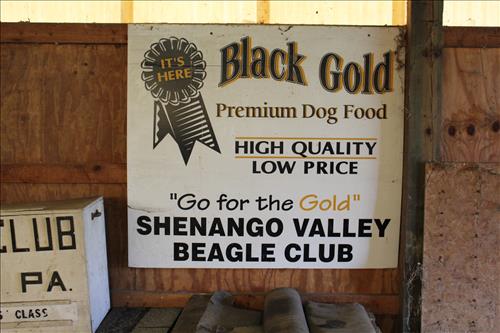 IT'S
HERE
Black Gold
Premium Dog Food
HIGH QUALITY
LOW PRICE
"Go for the Gold"
SHENANGO VALLEY
BEAGLE CLUB
CLUB
PA.
CLASS